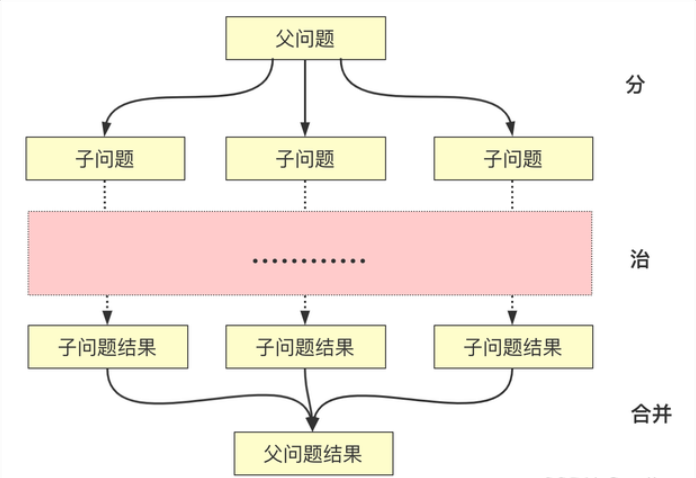 父问题
分
子问题 子问题 子问题
............
治
子问题结果 子问题结果 子问题结果
合并
父问题结果